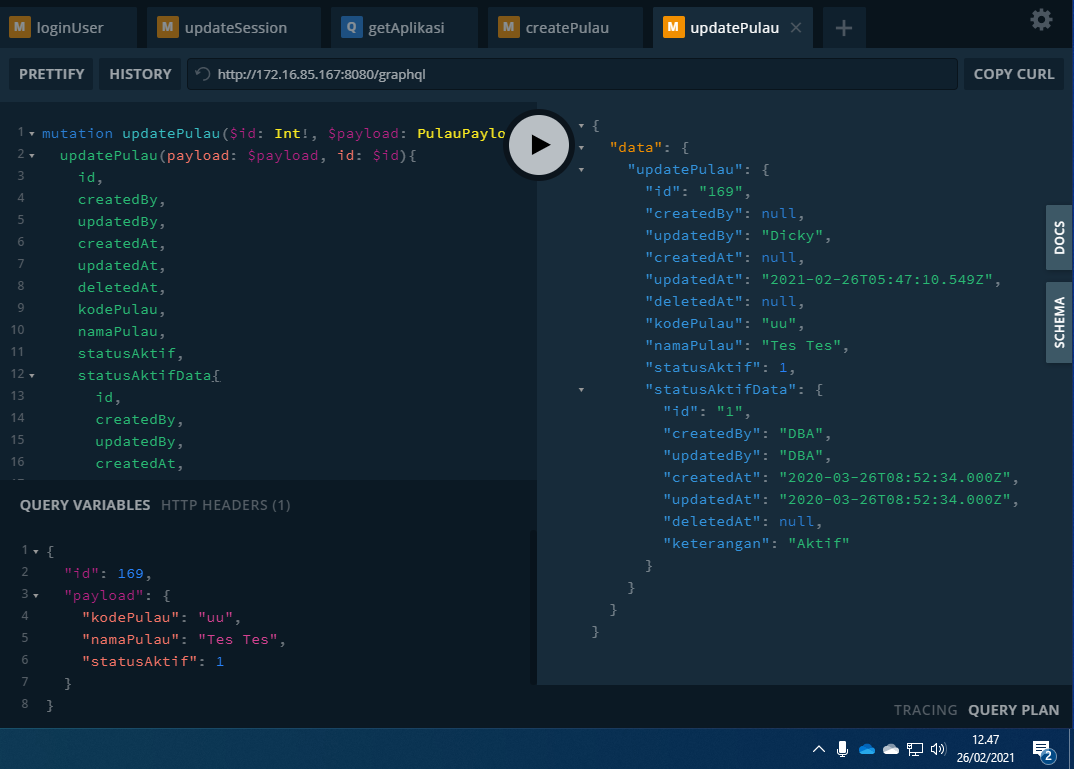 M loginUser
M updateSession
Q getAplikasi
M createPulau
M updatePulau
PRETTIFY
HISTORY
http://172.16.85.167:8080/graphql
COPY CURL
1 mutation updatePulau($id: Int!, $payload: PulauPaylo
2 updatePulau(payload: $payload, id: $id){
3 id,
4 createdBy,
5 updatedBy,
6 createdAt,
7 updatedAt,
8 deletedAt,
9 kodePulau,
10 namaPulau,
11 statusAktif,
12 statusAktifData{
13 id,
14 createdBy,
15 updatedBy,
16 createdAt,
QUERY VARIABLES HTTP HEADERS (1)
1 {
2 "id": 169,
3 "payload": {
4 "kodePulau": "uu",
5 "namaPulau": "Tes Tes",
6 "statusAktif": 1
7 }
8 }
{
"data": {
"updatePulau": {
"id": "169",
"createdBy": null,
"updatedBy": "Dicky",
"createdAt": null,
"updatedAt": "2021-02-26T05:47:10.549Z",
"deletedAt": null,
"kodePulau": "uu",
"namaPulau": "Tes Tes",
"statusAktif": 1,
"statusAktifData": {
"id": "1",
"createdBy": "DBA",
"updatedBy": "DBA",
"createdAt": "2020-03-26T08:52:34.000Z",
"updatedAt": "2020-03-26T08:52:34.000Z",
"deletedAt": null,
"keterangan": "Aktif"
}
}
}
}
DOCS
SCHEMA
TRACING QUERY PLAN
12.47
26/02/2021
2